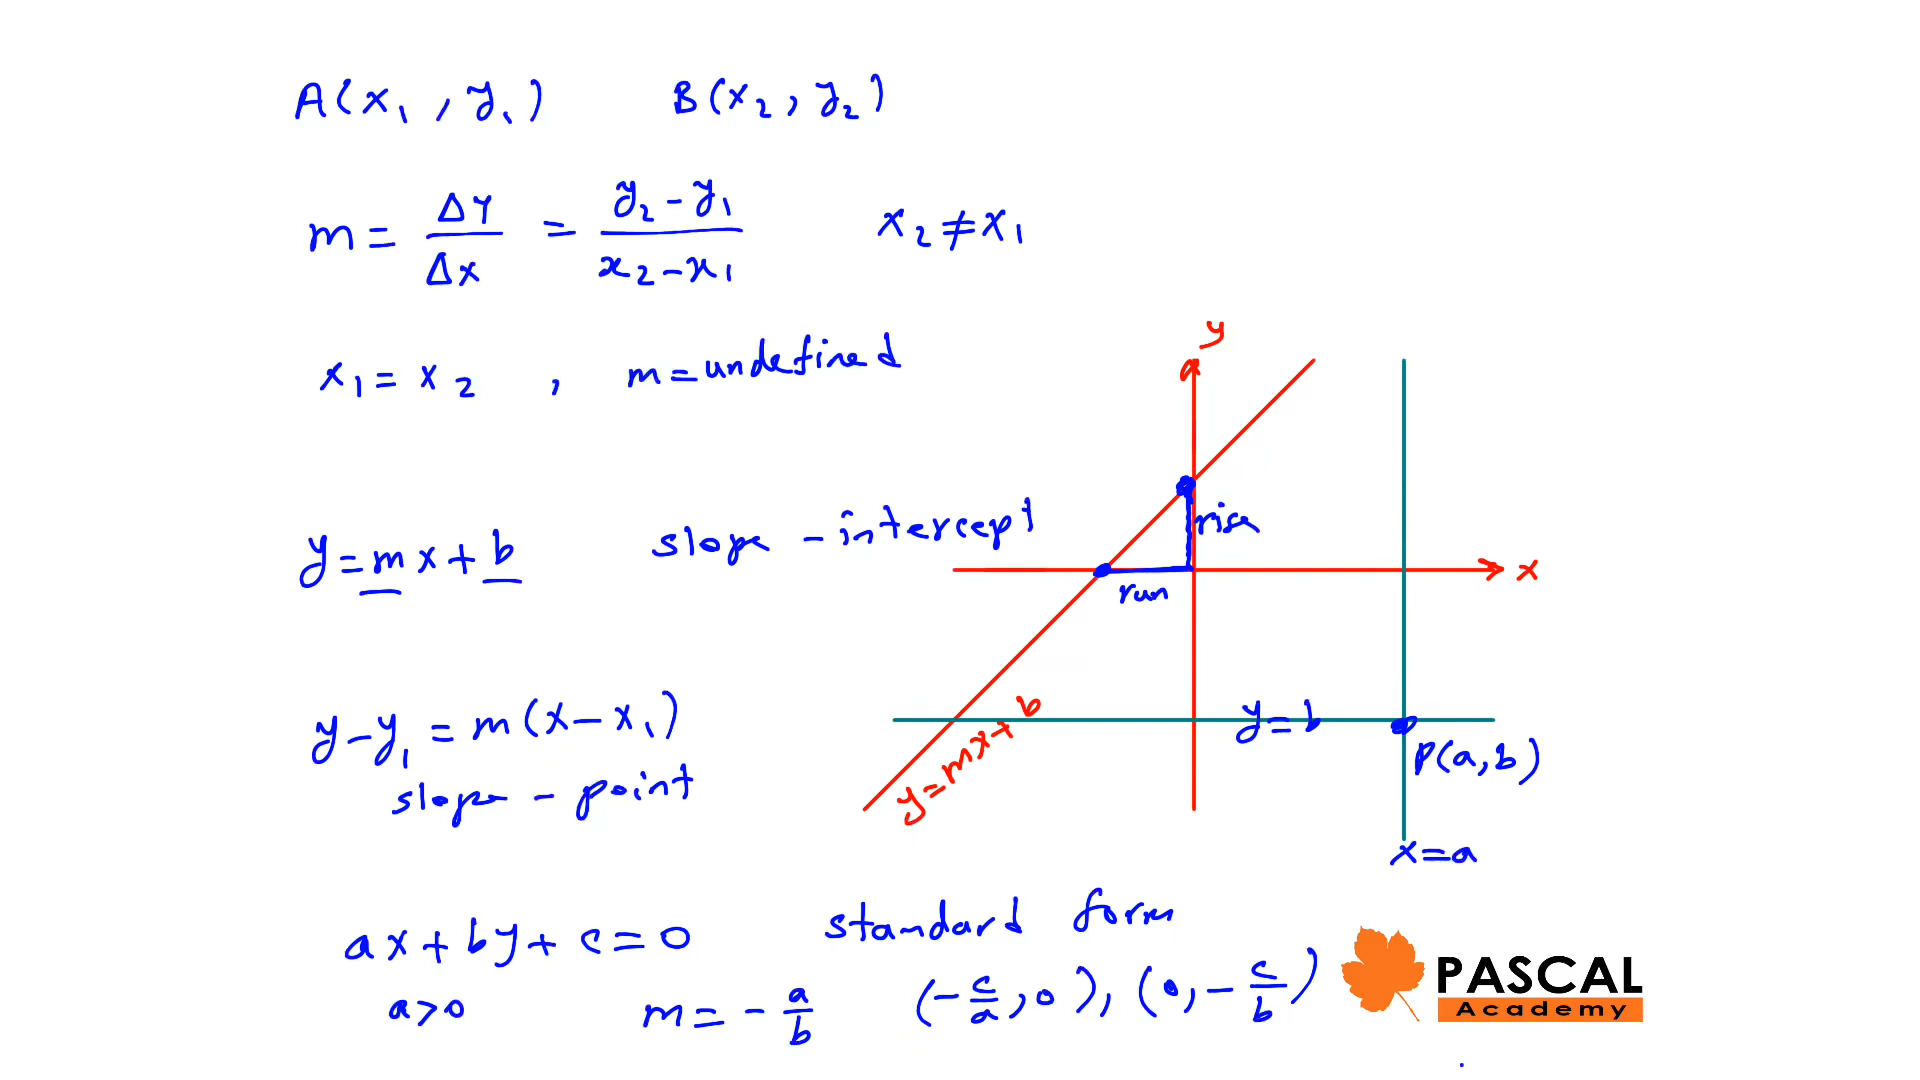 A(x₁, y₁) B(x₂, y₂)
m = Δy/Δx = (y₂ - y₁)/(x₂ - x₁) x₂ ≠ x₁
x₁ = x₂ , m = undefined
y = mx + b slope - intercept
y - y₁ = m(x - x₁)
slope - point
ax + by + c = 0 standard form
a > 0 m = - a/b (- c/a, 0), (0, - c/b)
y
rise
x
run
y = mx + b
y = b
P(a, b)
x = a
PASCAL
Academy